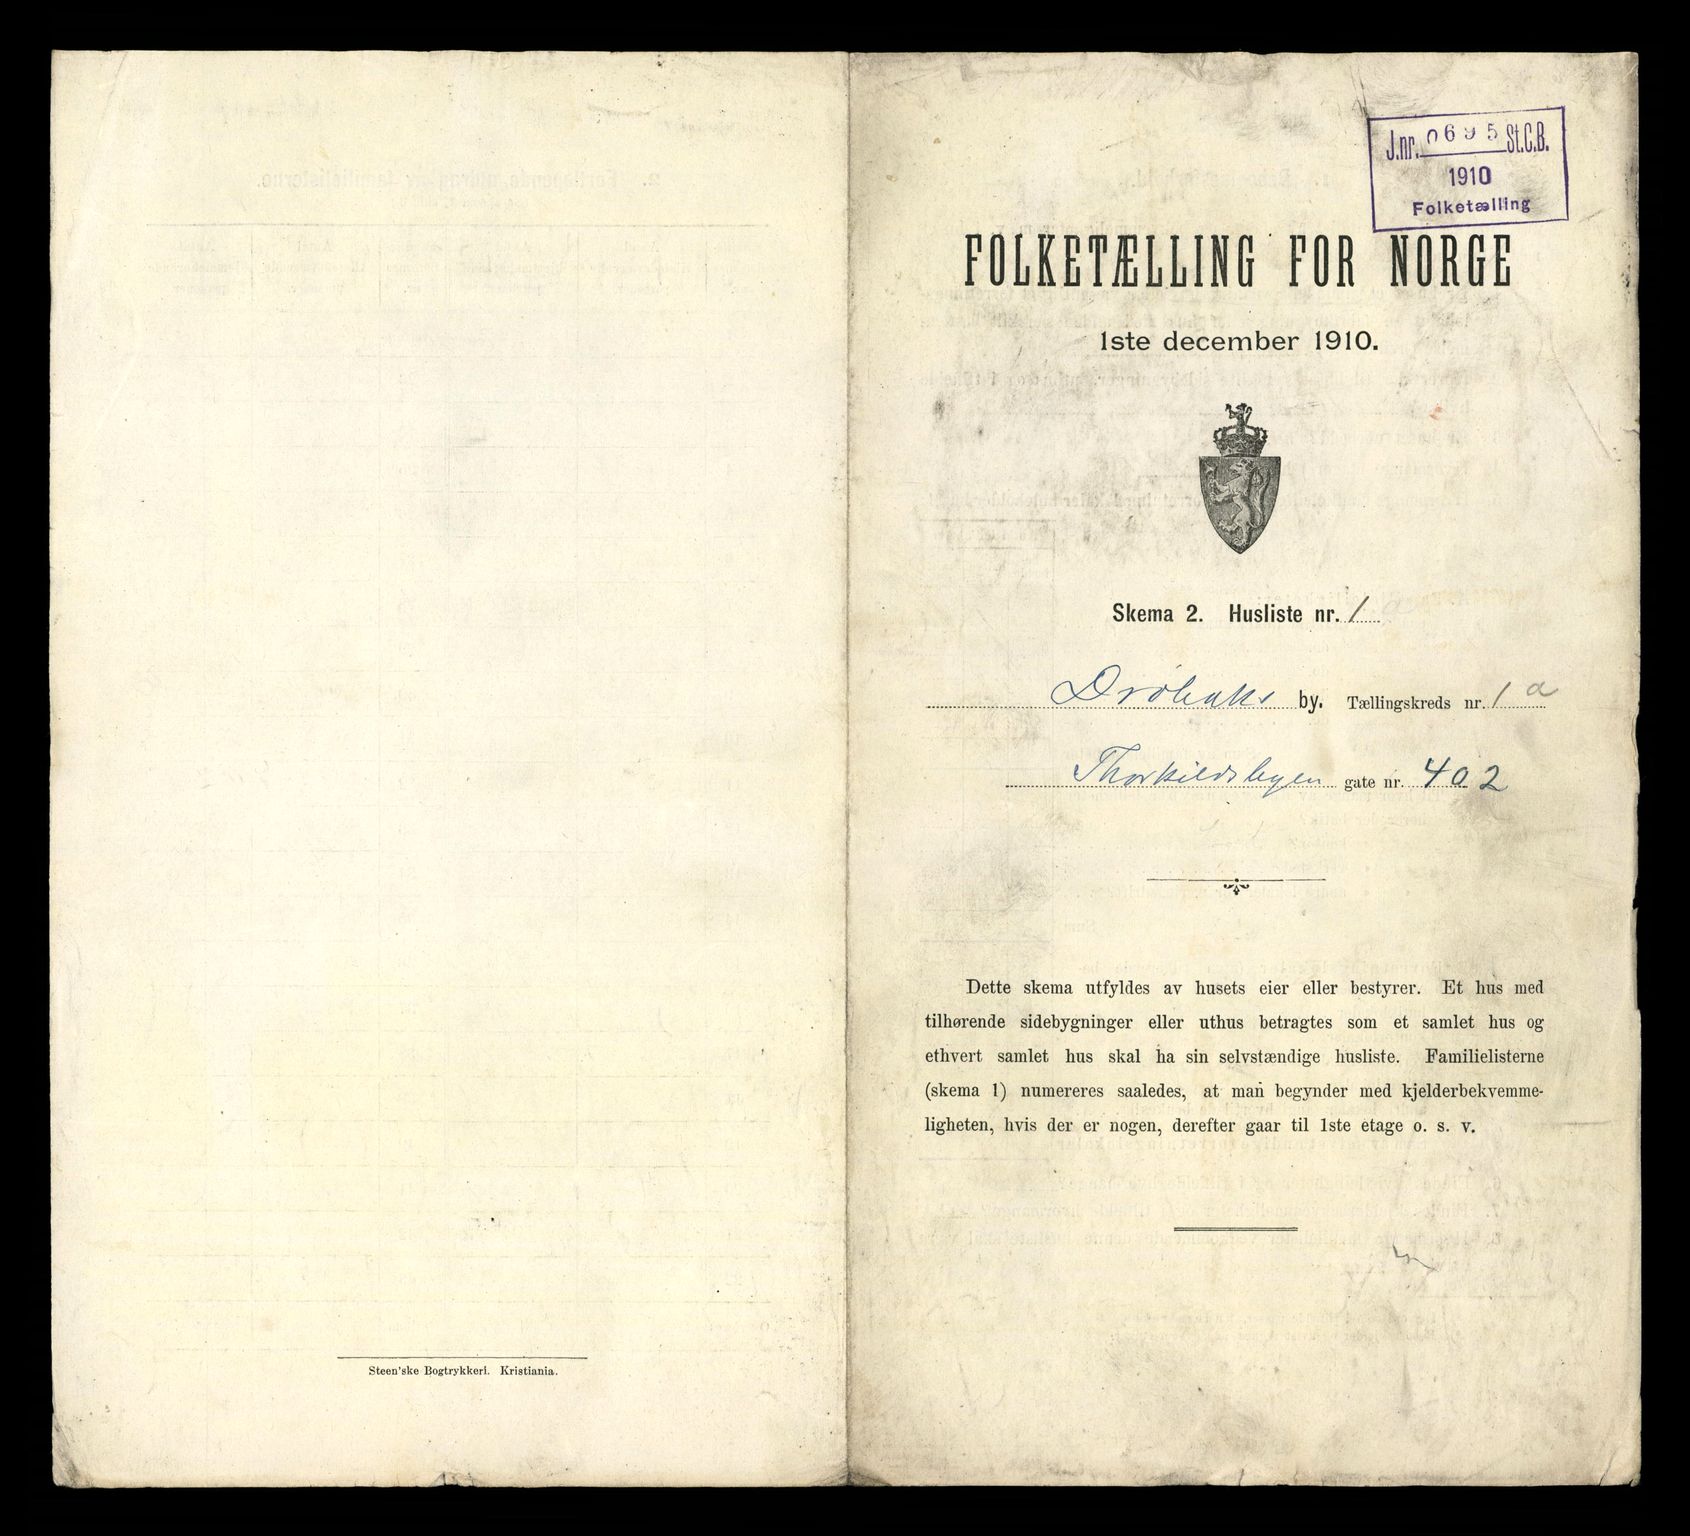 J.nr. 0695 St.C.B.
1910
Folketælling
FOLKETÆLLING FOR NORGE
1ste december 1910.
Skema 2. Husliste nr. 1 a
Drøbaks by. Tællingskreds nr. 1 a
Thorkildsbyen gate nr. 402
Dette skema utfyldes av husets eier eller bestyrer. Et hus med
tilhørende sidebygninger eller uthus betragtes som et samlet hus og
ethvert samlet hus skal ha sin selvstændige husliste. Familielisterne
(skema 1) numereres saaledes, at man begynder med kjelderbekvemme-
ligheten, hvis der er nogen, derefter gaar til 1ste etage o. s. v.
Steen'ske Bogtrykkeri. Kristiania.